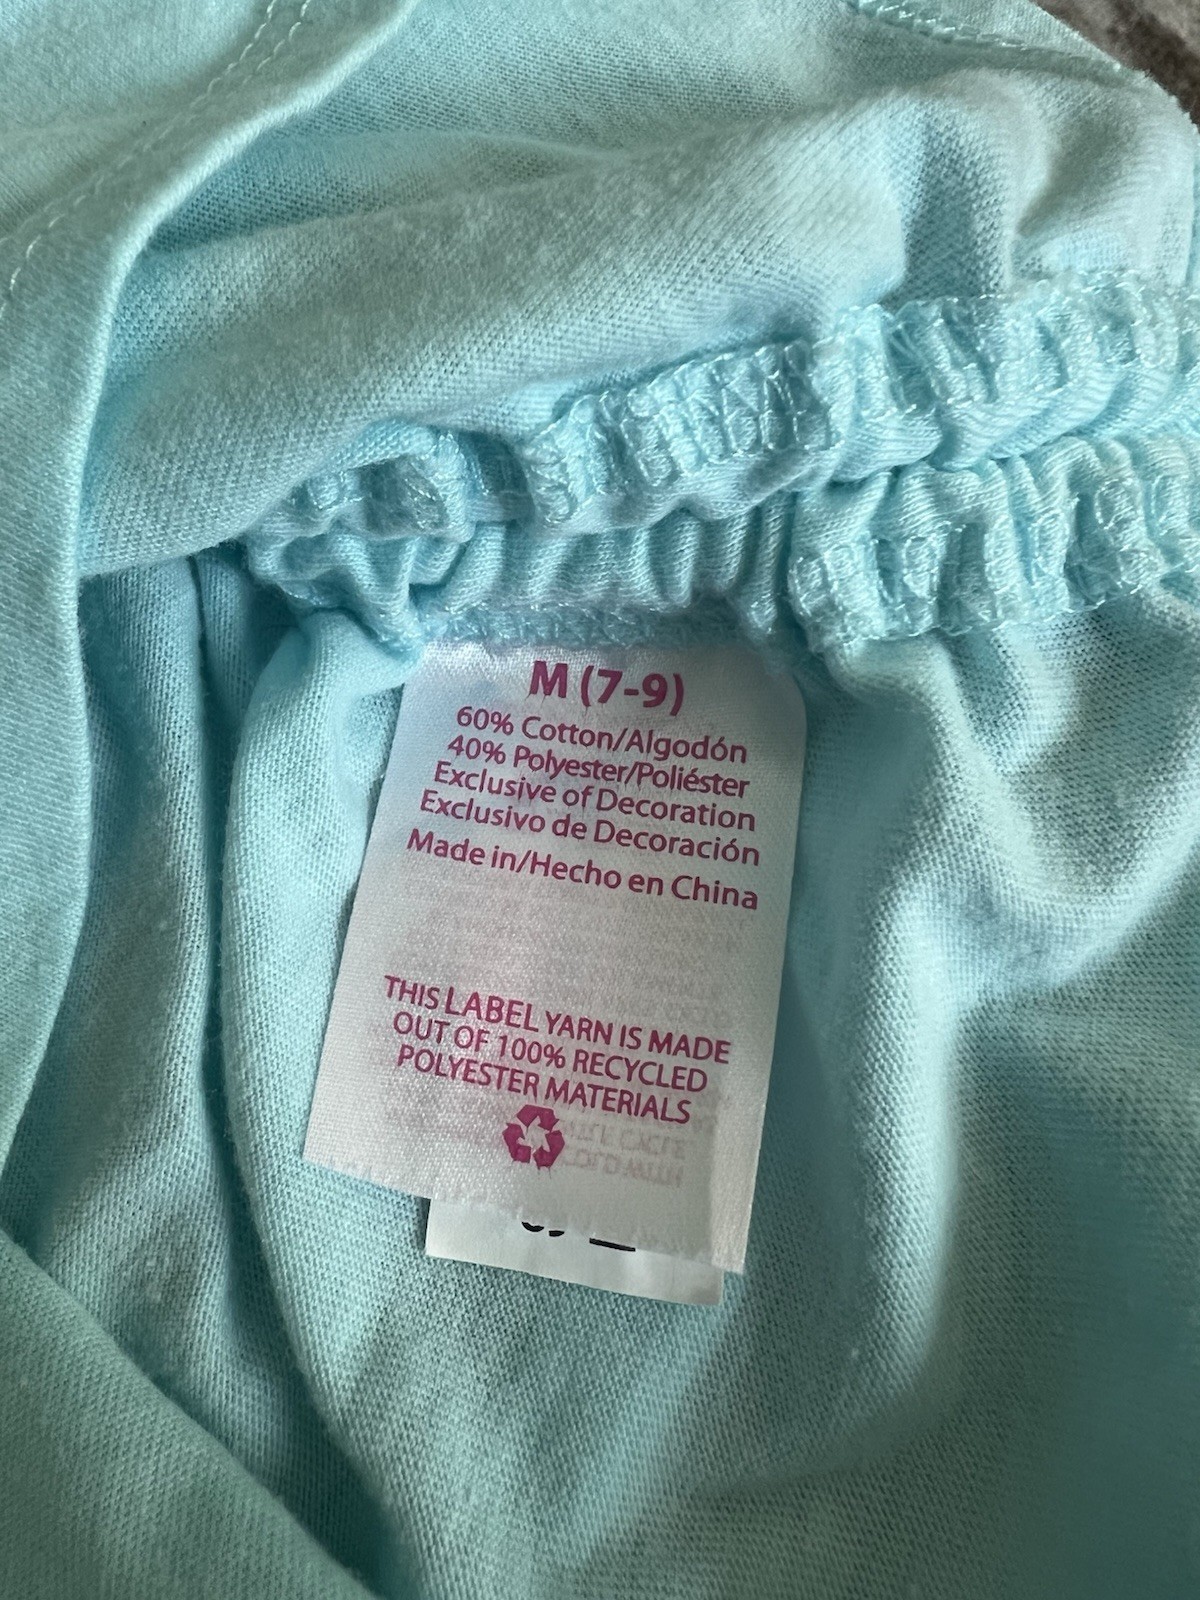 M (7-9)
60% Cotton/Algodón
40% Polyester/Poliéster
Exclusive of Decoration
Exclusivo de Decoración
Made in/Hecho en China
THIS LABEL YARN IS MADE
OUT OF 100% RECYCLED
POLYESTER MATERIALS